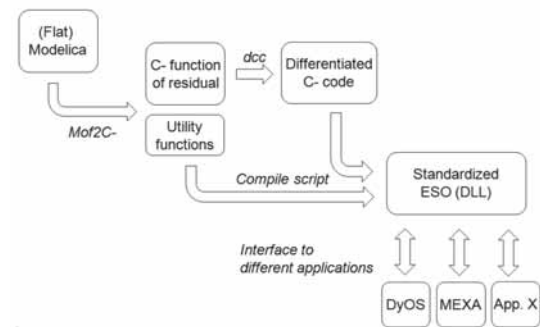 (Flat)
Modelica
C- function
of residual
dcc
Differentiated
C- code
Mof2C-
Utility
functions
Compile script
Standardized
ESO (DLL)
Interface to
different applications
DyOS
MEXA
App. X